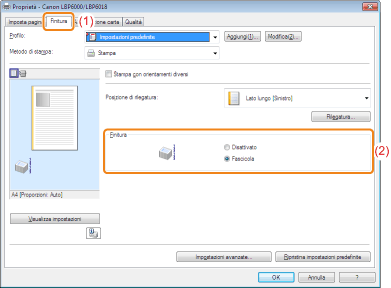 Proprietà - Canon LBP6000/LBP6018
Imposta pagina Finitura (1) one carta Qualità
Profilo: Impostazioni predefinite Aggiungi(1)... Modifica(2)...
Metodo di stampa: Stampa
Stampa con orientamenti diversi
Posizione di rilegatura: Lato lungo [Sinistro]
Rilegatura...
Finitura
(2)
Disattivato
Fascicola
A4 [Proporzioni: Auto]
Visualizza impostazioni
Impostazioni avanzate... Ripristina impostazioni predefinite
OK Annulla ?